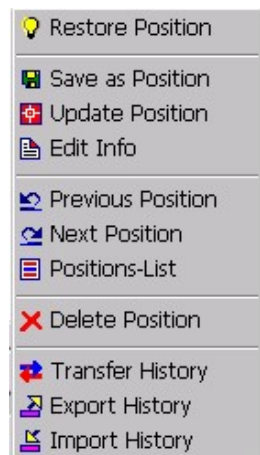 Restore Position
Save as Position
Update Position
Edit Info
Previous Position
Next Position
Positions-List
Delete Position
Transfer History
Export History
Import History